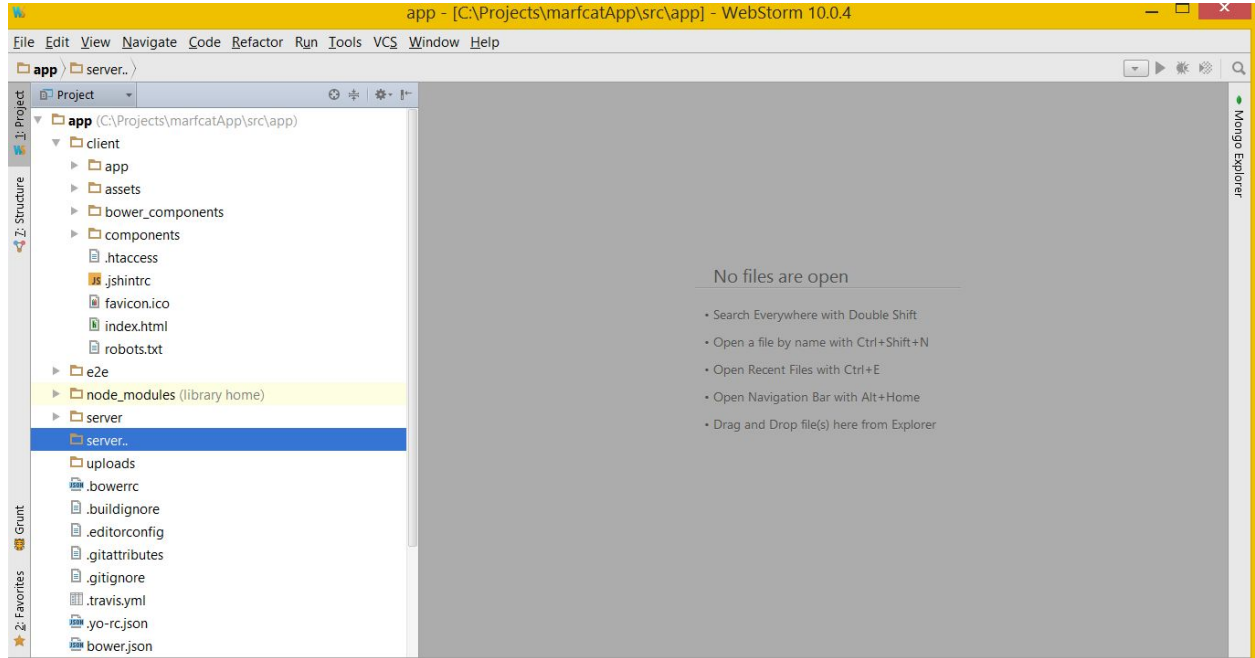 app - [C:\Projects\marfcatApp\src\app] - WebStorm 10.0.4
File Edit View Navigate Code Refactor Run Tools VCS Window Help
app server..
Project
1: Project
Z: Structure
Grunt
2: Favorites
app (C:\Projects\marfcatApp\src\app)
client
app
assets
bower_components
components
.htaccess
.jshintrc
favicon.ico
index.html
robots.txt
e2e
node_modules (library home)
server
server..
uploads
.bowerrc
.buildignore
.editorconfig
.gitattributes
.gitignore
.travis.yml
.yo-rc.json
bower.json
No files are open
• Search Everywhere with Double Shift
• Open a file by name with Ctrl+Shift+N
• Open Recent Files with Ctrl+E
• Open Navigation Bar with Alt+Home
• Drag and Drop file(s) here from Explorer
Mongo Explorer